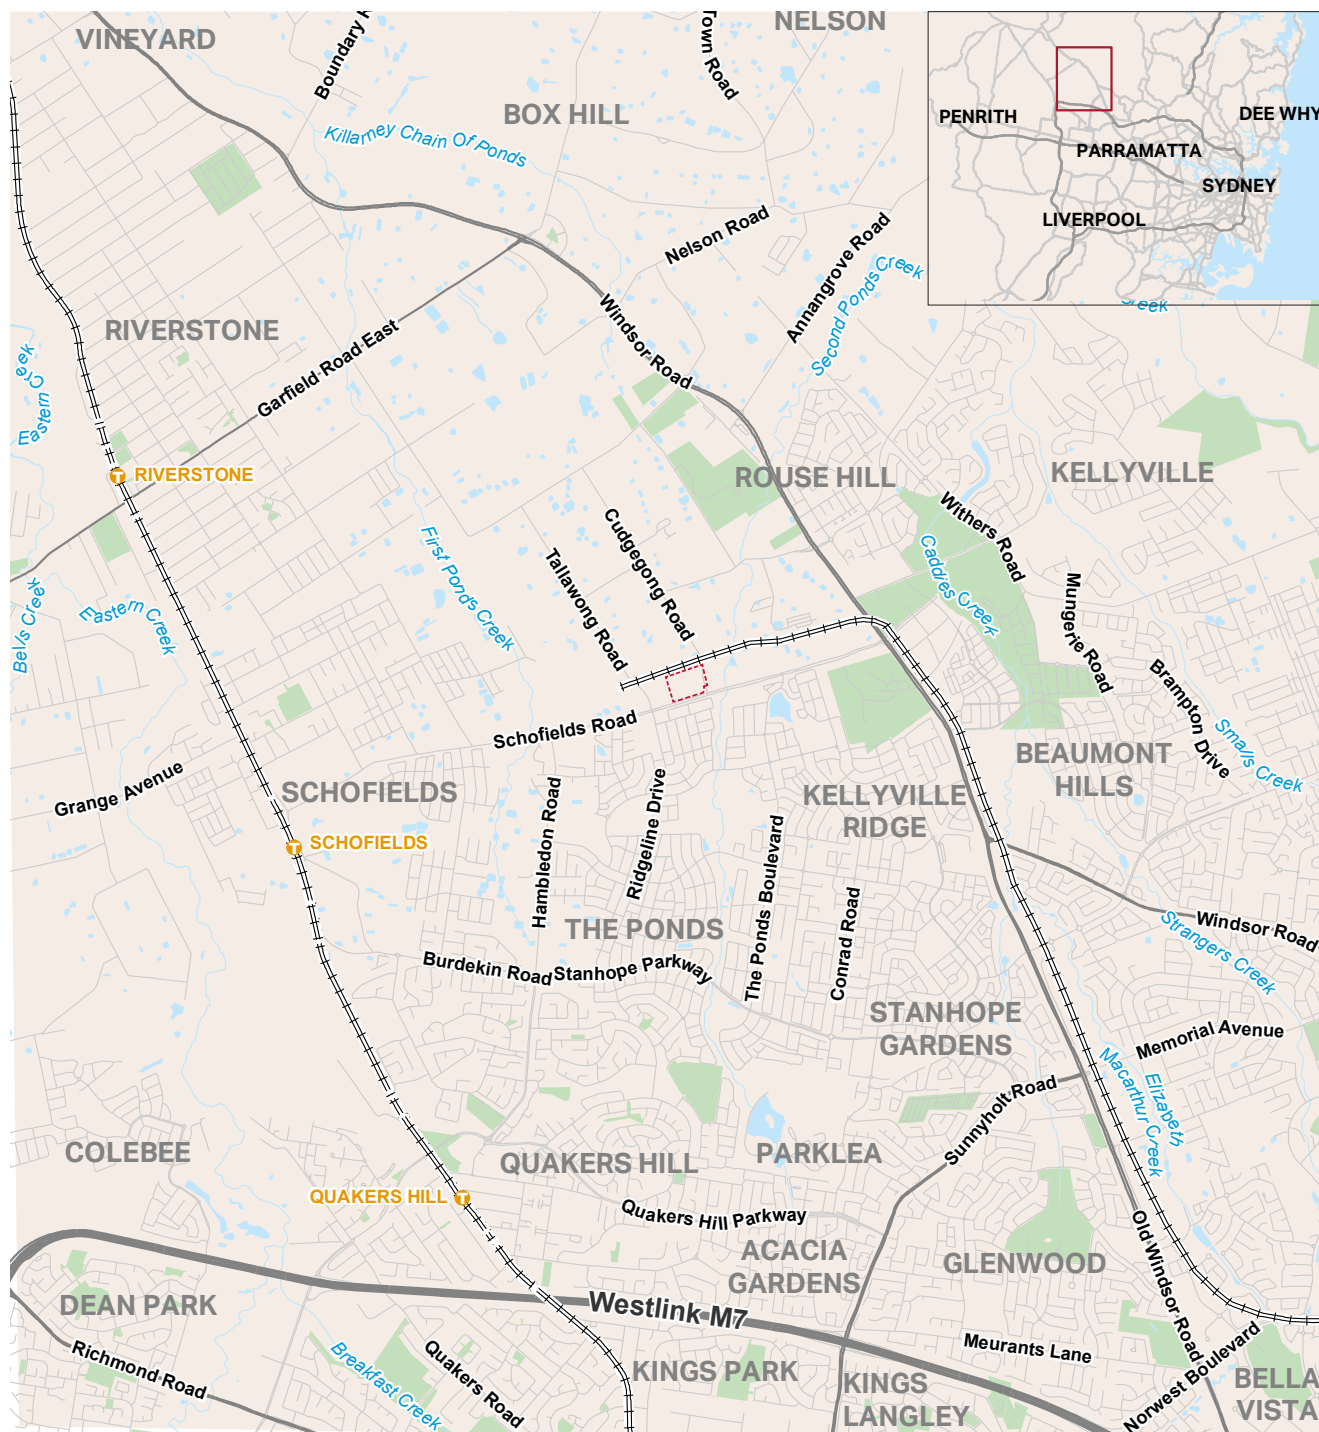 VINEYARD
Boundary R
Town Road
NELSON
BOX HILL
Killarney Chain Of Ponds
PENRITH
DEE WHY
PARRAMATTA
SYDNEY
LIVERPOOL
Nelson Road
Annangrove Road
Second Ponds Creek
Creek
Windsor Road
RIVERSTONE
Garfield Road East
Eastern Creek
RIVERSTONE
T
ROUSE HILL
KELLYVILLE
Withers Road
Caddies Creek
Mungerie Road
Cudgegong Road
Tallawong Road
First Ponds Creek
Bells Creek
Eastern Creek
Brampton Drive
Smalls Creek
Schofields Road
BEAUMONT
HILLS
Grange Avenue
SCHOFIELDS
Hambledon Road
Ridgeline Drive
KELLYVILLE
RIDGE
T
SCHOFIELDS
The Ponds Boulevard
Conrad Road
THE PONDS
Windsor Road
Strangers Creek
Burdekin Road
Stanhope Parkway
STANHOPE
GARDENS
Memorial Avenue
Elizabeth
Macarthur Creek
Sunnyholt Road
COLEBEE
QUAKERS HILL
PARKLEA
QUAKERS HILL
T
Quakers Hill Parkway
ACACIA
GARDENS
GLENWOOD
Old Windsor Road
DEAN PARK
Westlink M7
Richmond Road
Breakfast Creek
Quakers Road
KINGS PARK
Meurants Lane
KINGS
LANGLEY
Norwest Boulevard
BELLA
VISTA